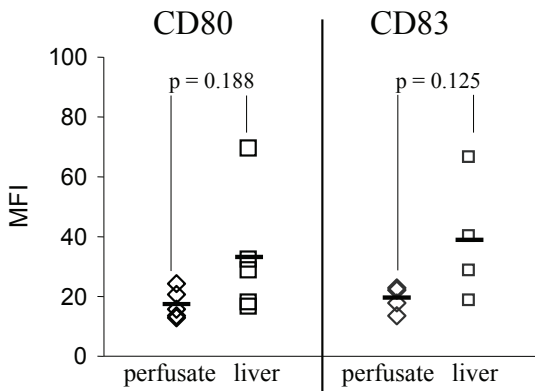 CD80 CD83
100
p = 0.188 p = 0.125
80
60
MFI
40
20
0
perfusate liver perfusate liver